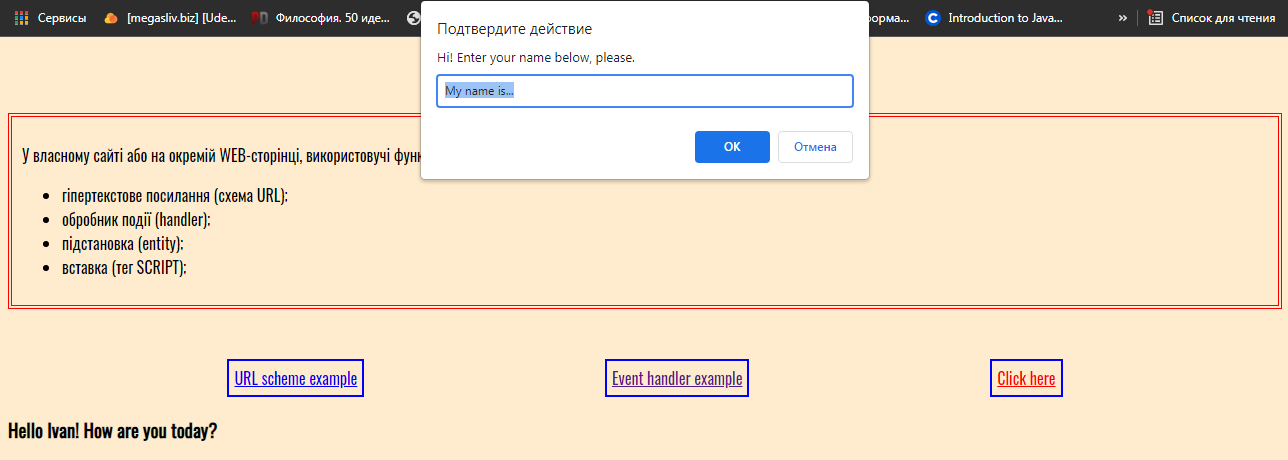 Сервисы
[megasliv.biz] [Ude...
Философия. 50 иде...
Introduction to Java...
»
Список для чтения
Подтвердите действие
Hi! Enter your name below, please.
My name is...
OK
Отмена
У власному сайті або на окремій WEB-сторінці, використовучі
• гіпертекстове посилання (схема URL);
• обробник події (handler);
• підстановка (entity);
• вставка (тег SCRIPT);
URL scheme example
Event handler example
Click here
Hello Ivan! How are you today?